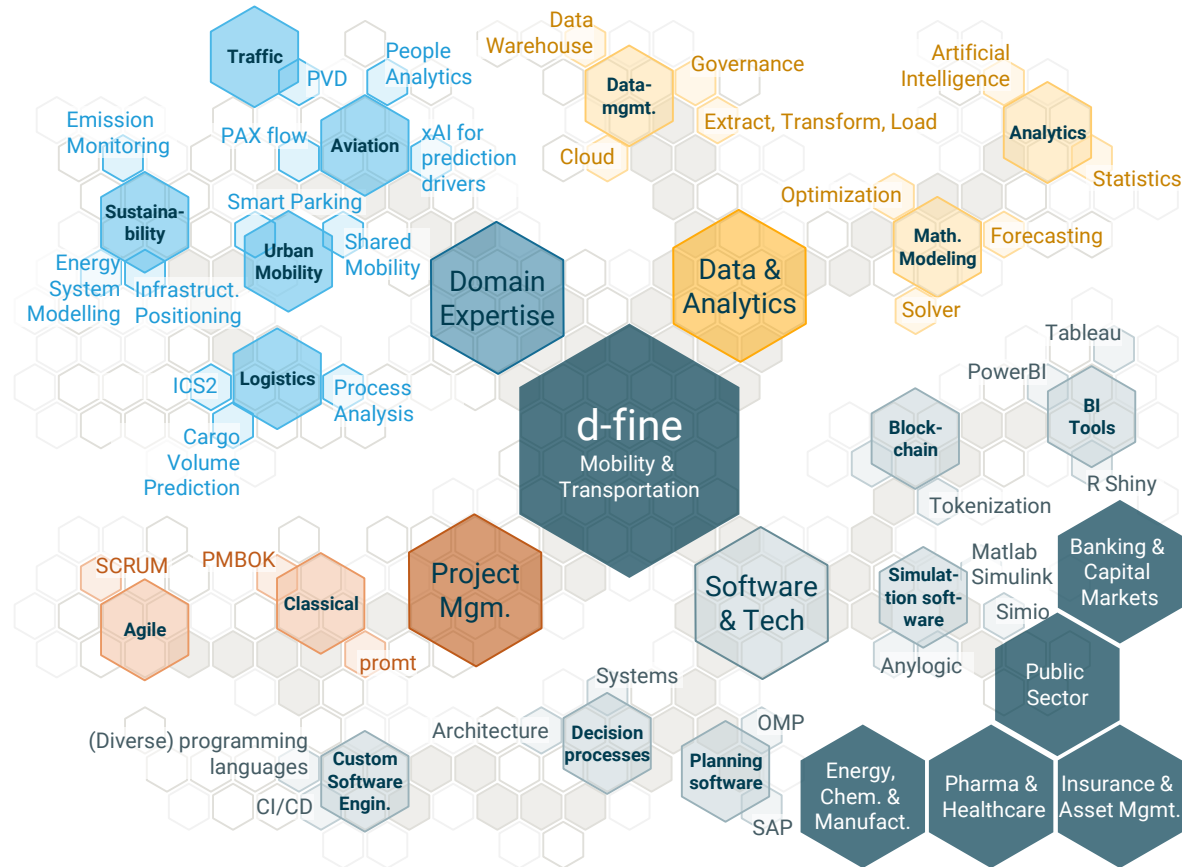 Traffic
PVD
People
Analytics
Emission
Monitoring
PAX flow
Aviation
xAI for
prediction
drivers
Sustaina-
bility
Smart Parking
Urban
Mobility
Shared
Mobility
Energy
System
Modelling
Infrastruct.
Positioning
Domain
Expertise
ICS2
Logistics
Process
Analysis
Cargo
Volume
Prediction
Data
Warehouse
Data-
mgmt.
Governance
Extract, Transform, Load
Cloud
Artificial
Intelligence
Analytics
Statistics
Optimization
Math.
Modeling
Forecasting
Solver
Data &
Analytics
d-fine
Mobility &
Transportation
Tableau
PowerBI
BI
Tools
R Shiny
Block-
chain
Tokenization
SCRUM
Agile
PMBOK
Classical
promt
Project
Mgm.
Software
& Tech
Matlab
Simulink
Simulat-
tion soft-
ware
Simio
Anylogic
Systems
Architecture
Decision
processes
OMP
Planning
software
SAP
(Diverse) programming
languages
Custom
Software
Engin.
CI/CD
Banking &
Capital
Markets
Public
Sector
Energy,
Chem. &
Manufact.
Pharma &
Healthcare
Insurance &
Asset Mgmt.